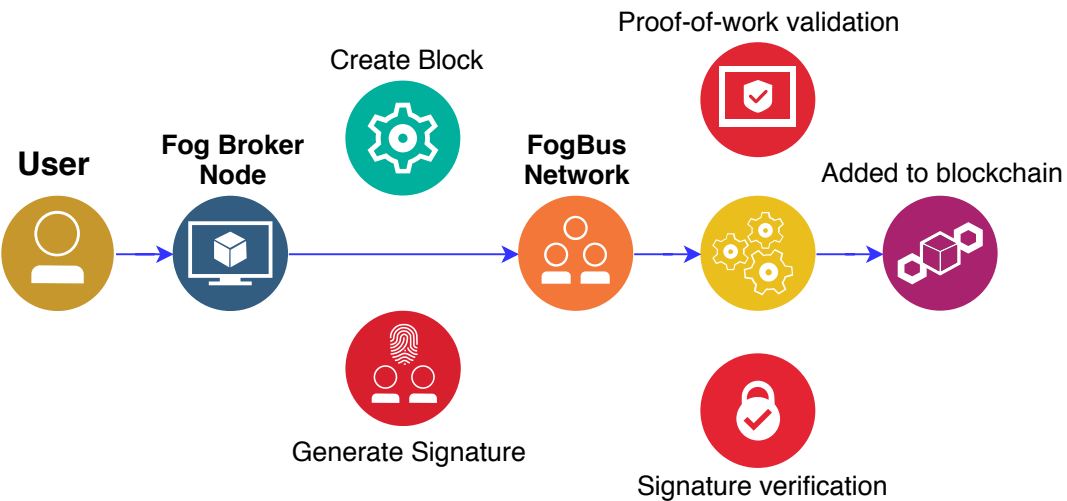 Proof-of-work validation
Create Block
User
Fog Broker
Node
FogBus
Network
Added to blockchain
Generate Signature
Signature verification